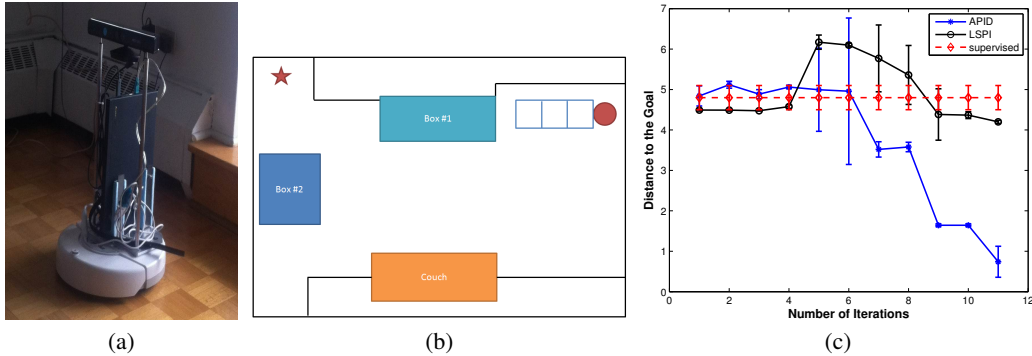 Box #1
Box #2
Couch
7
6
5
4
3
2
1
0
0 2 4 6 8 10 12
Distance to the Goal
Number of Iterations
APID
LSPI
supervised
(a) (b) (c)